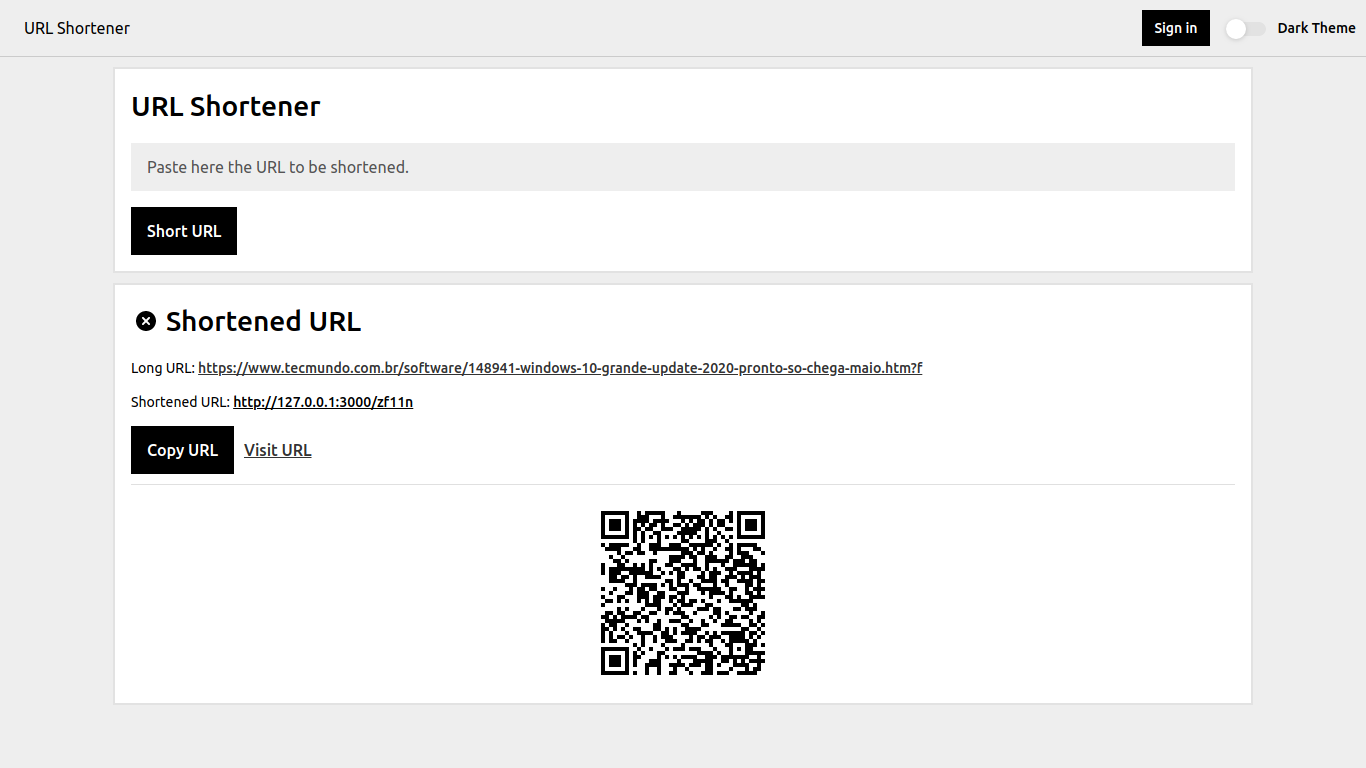 URL Shortener
Sign in
Dark Theme
URL Shortener
Paste here the URL to be shortened.
Short URL
Shortened URL
Long URL: https://www.tecmundo.com.br/software/148941-windows-10-grande-update-2020-pronto-so-chega-maio.htm?f
Shortened URL: http://127.0.0.1:3000/zf11n
Copy URL
Visit URL